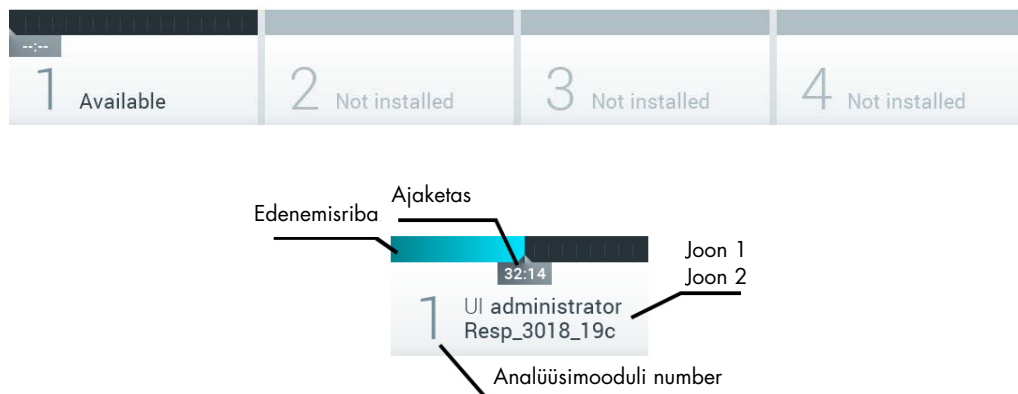 --:--
1 Available
2 Not installed
3 Not installed
4 Not installed
Ajaketas
Edenemisriba
Joon 1
32:14
Joon 2
1 UI administrator
Resp_3018_19c
Analüüsimooduli number